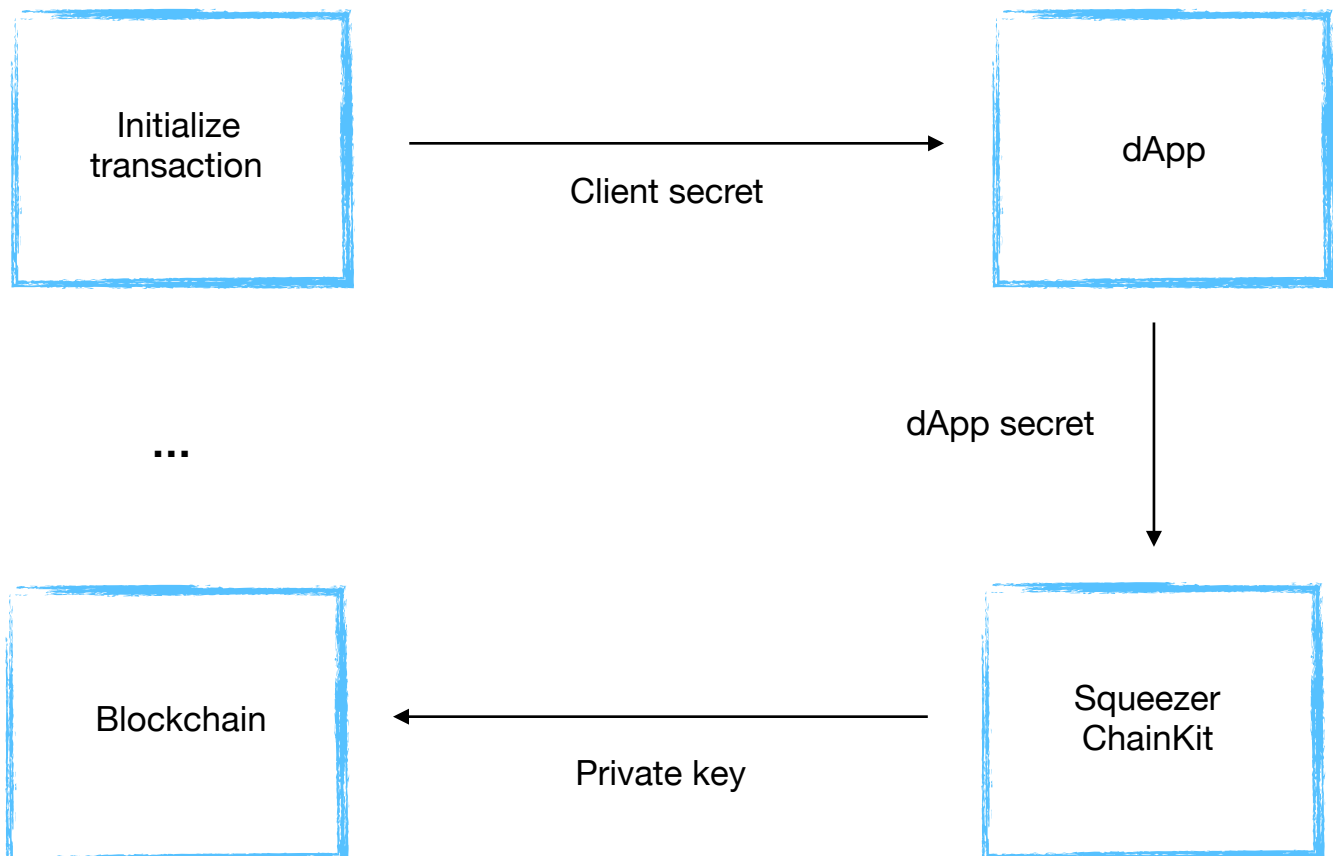 Initialize
transaction
Client secret
dApp
dApp secret
...
Squeezer
ChainKit
Private key
Blockchain